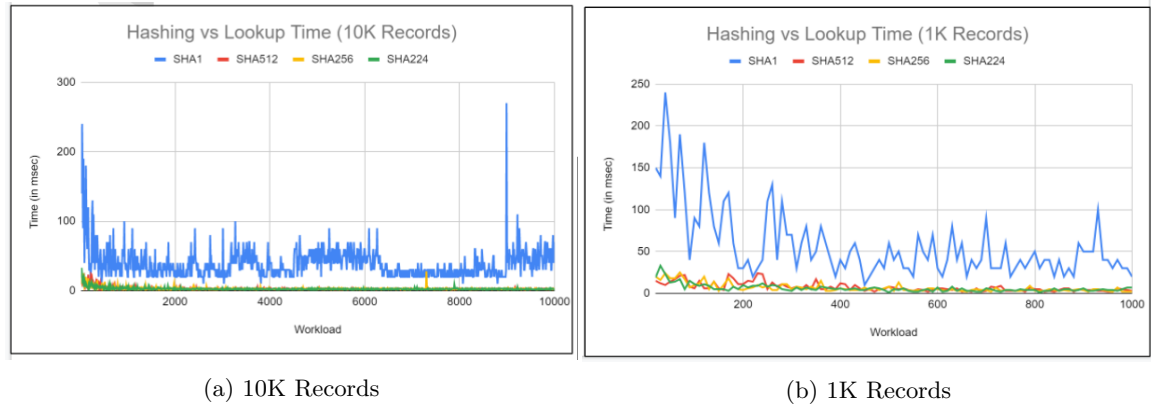 Hashing vs Lookup Time (10K Records)
SHA1 SHA512 SHA256 SHA224
300
200
100
0
Time (in msec)
2000 4000 6000 8000 10000
Workload
(a) 10K Records
Hashing vs Lookup Time (1K Records)
SHA1 SHA512 SHA256 SHA224
250
200
150
100
50
0
Time (in msec)
200 400 600 800 1000
Workload
(b) 1K Records